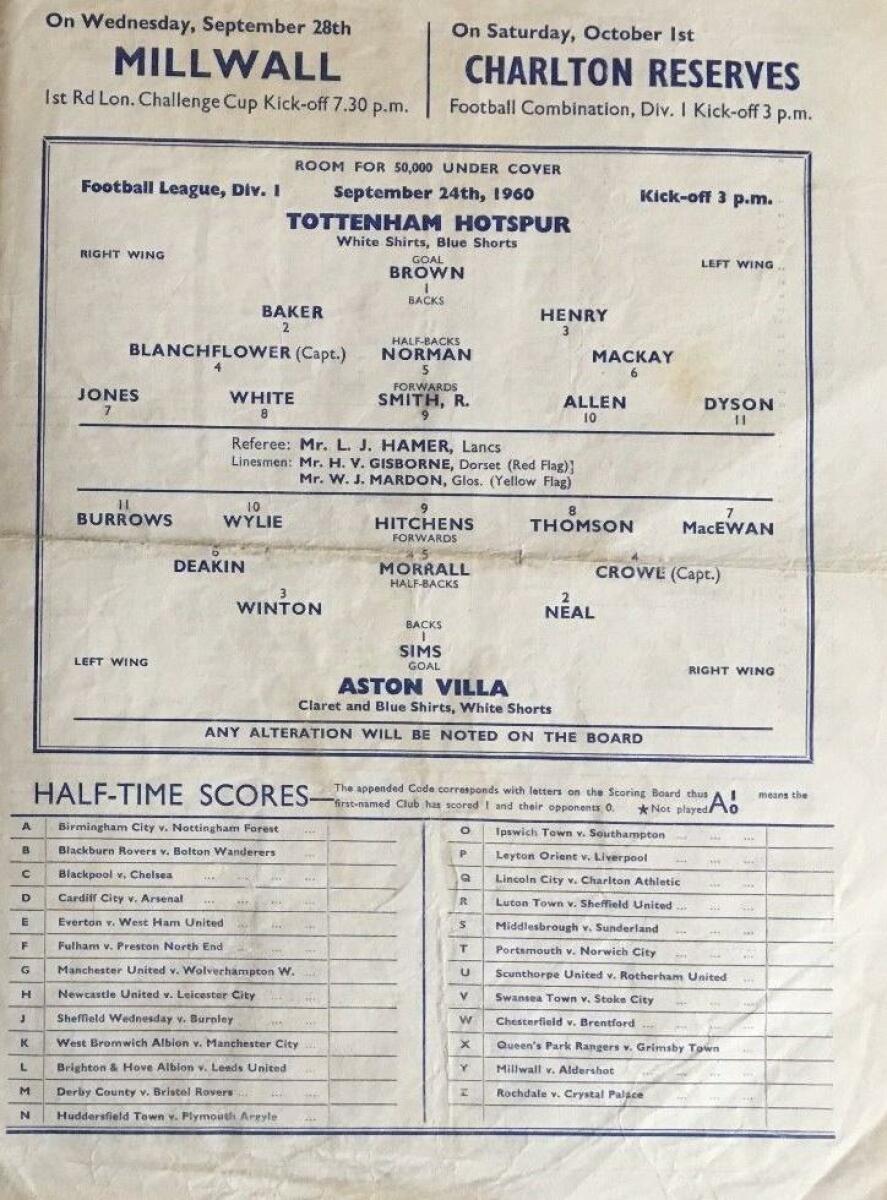 On Wednesday, September 28th
MILLWALL
1st Rd Lon. Challenge Cup Kick-off 7.30 p.m.
On Saturday, October 1st
CHARLTON RESERVES
Football Combination, Div. 1 Kick-off 3 p.m.
ROOM FOR 50,000 UNDER COVER
Football League, Div. 1 September 24th, 1960 Kick-off 3 p.m.
TOTTENHAM HOTSPUR
White Shirts, Blue Shorts
RIGHT WING GOAL LEFT WING
BROWN
1
BACKS
BAKER HENRY
2 3
HALF-BACKS
BLANCHFLOWER (Capt.) NORMAN MACKAY
4 5 6
FORWARDS
JONES WHITE SMITH, R. ALLEN DYSON
7 8 9 10 11
Referee: Mr. L. J. HAMER, Lancs
Linesmen: Mr. H. V. GISBORNE, Dorset (Red Flag)]
Mr. W. J. MARDON, Glos. (Yellow Flag)
11 10 9 8 7
BURROWS WYLIE HITCHENS THOMSON MacEWAN
FORWARDS
6 5 4
DEAKIN MORRALL CROWE (Capt.)
HALF-BACKS
3 2
WINTON NEAL
BACKS
1
SIMS
LEFT WING GOAL RIGHT WING
ASTON VILLA
Claret and Blue Shirts, White Shorts
ANY ALTERATION WILL BE NOTED ON THE BOARD
HALF-TIME SCORES—The appended Code corresponds with letters on the Scoring Board thus A 1 0 means the
first-named Club has scored 1 and their opponents 0. ★Not played
A Birmingham City v. Nottingham Forest ...
B Blackburn Rovers v. Bolton Wanderers ...
C Blackpool v. Chelsea ... ... ... ...
D Cardiff City v. Arsenal ... ... ... ...
E Everton v. West Ham United ... ...
F Fulham v. Preston North End ... ...
G Manchester United v. Wolverhampton W. ...
H Newcastle United v. Leicester City ... ...
J Sheffield Wednesday v. Burnley ... ...
K West Bromwich Albion v. Manchester City ...
L Brighton & Hove Albion v. Leeds United ...
M Derby County v. Bristol Rovers ... ... ...
N Huddersfield Town v. Plymouth Argyle ...
O Ipswich Town v. Southampton ... ... ...
P Leyton Orient v. Liverpool ... ... ...
Q Lincoln City v. Charlton Athletic ... ...
R Luton Town v. Sheffield United ... ... ...
S Middlesbrough v. Sunderland ... ... ...
T Portsmouth v. Norwich City ... ... ...
U Scunthorpe United v. Rotherham United ...
V Swansea Town v. Stoke City ... ... ...
W Chesterfield v. Brentford ... ... ... ...
X Queen's Park Rangers v. Grimsby Town ...
Y Millwall v. Aldershot ... ... ... ...
Z Rochdale v. Crystal Palace ... ... ...